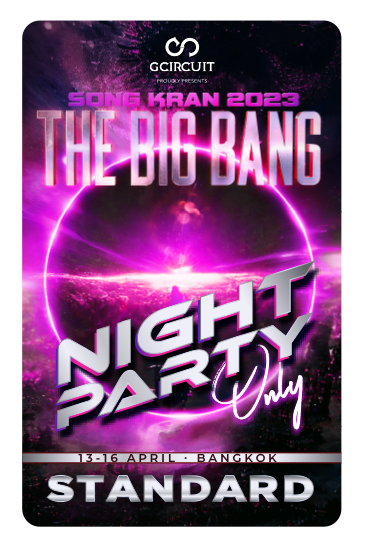 GCIRCUIT
PROUDLY PRESENTS
SONG KRAN 2023
THE BIG BANG
NIGHT
PARTY
Only
13-16 APRIL · BANGKOK
STANDARD